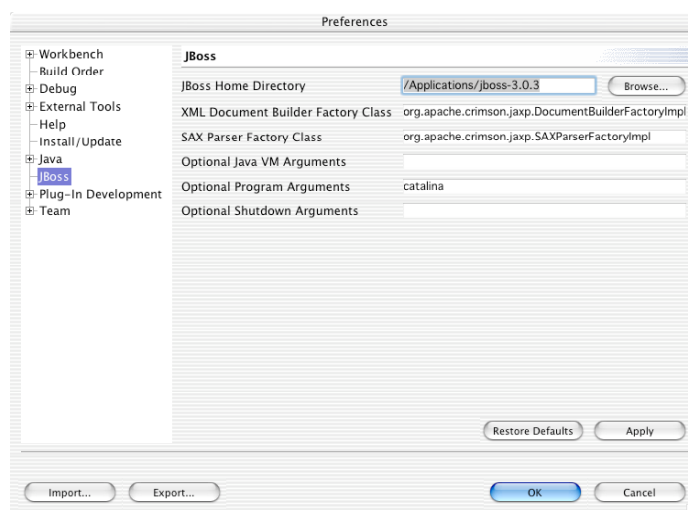 Preferences
Workbench
Build Order
Debug
External Tools
Help
Install/Update
Java
JBoss
Plug-In Development
Team
JBoss
JBoss Home Directory
/Applications/jboss-3.0.3
Browse...
XML Document Builder Factory Class
org.apache.crimson.jaxp.DocumentBuilderFactoryImpl
SAX Parser Factory Class
org.apache.crimson.jaxp.SAXParserFactoryImpl
Optional Java VM Arguments
Optional Program Arguments
catalina
Optional Shutdown Arguments
Restore Defaults
Apply
Import...
Export...
OK
Cancel